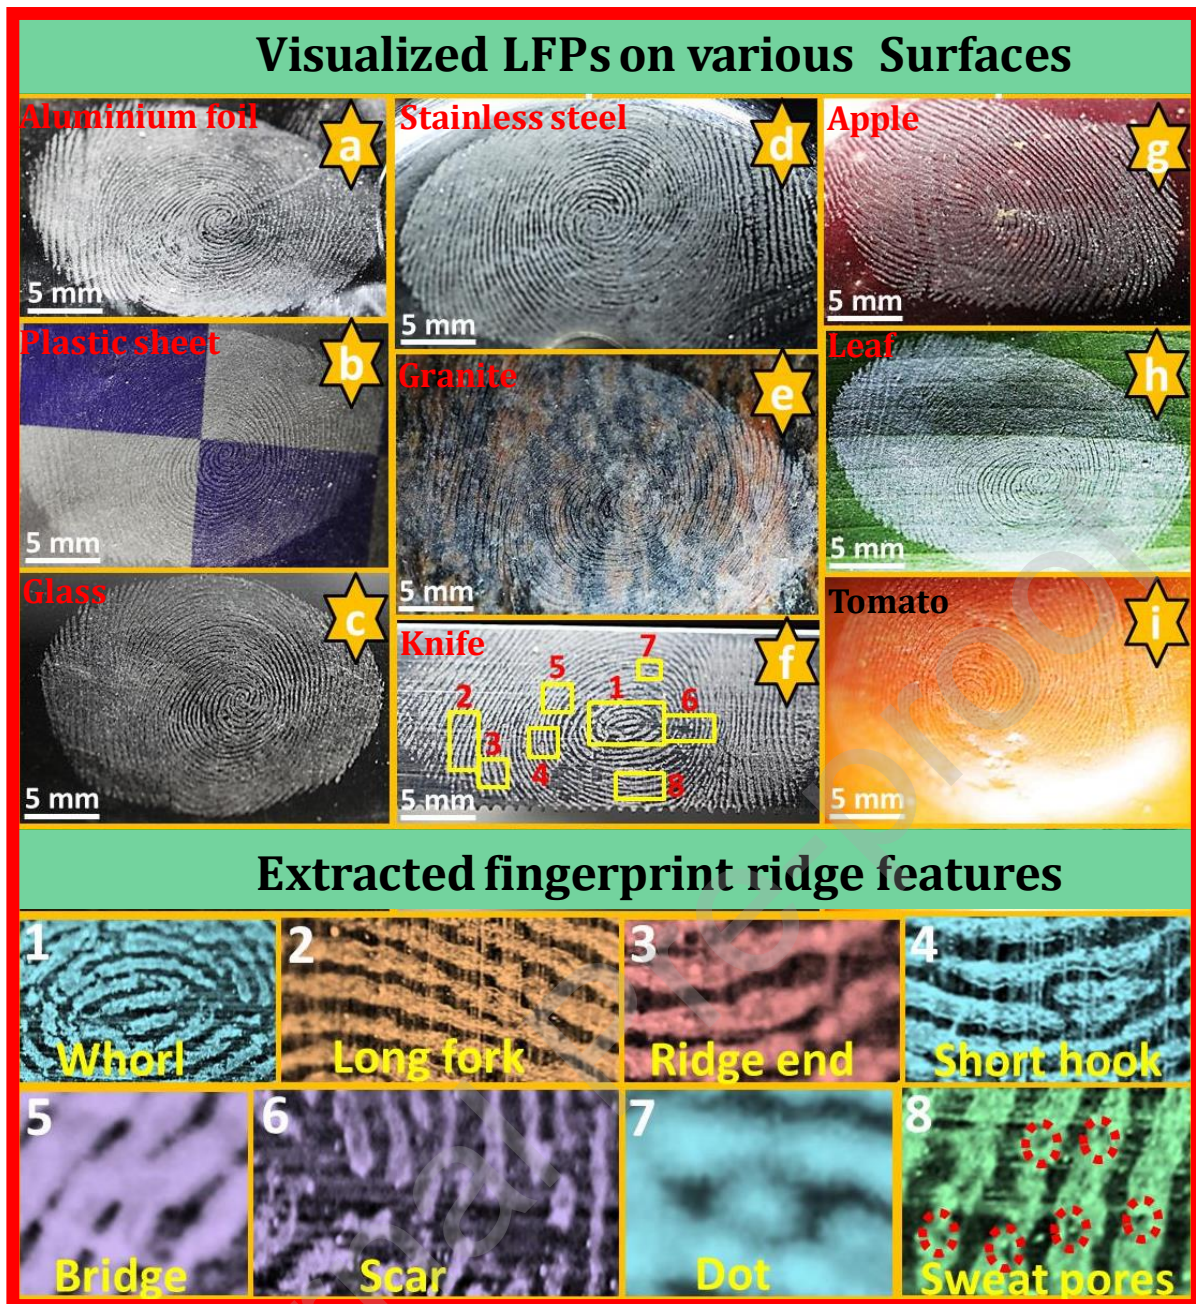 Visualized LFPs on various Surfaces
Aluminium foil
a
5 mm
Plastic sheet
b
5 mm
Glass
c
5 mm
Stainless steel
d
5 mm
Granite
e
5 mm
Knife
f
1
2
3
4
5
6
7
8
5 mm
Apple
g
5 mm
Leaf
h
5 mm
Tomato
i
5 mm
Extracted fingerprint ridge features
1
Whorl
2
Long fork
3
Ridge end
4
Short hook
5
Bridge
6
Scar
7
Dot
8
Sweat pores